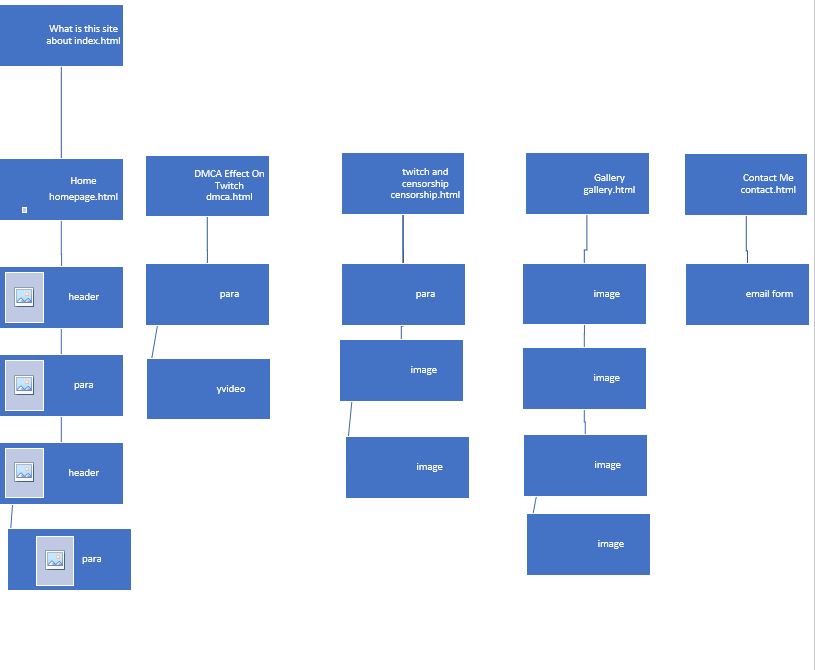 What is this site
about index.html
Home
homepage.html
header
para
header
para
DMCA Effect On
Twitch
dmca.html
para
yvideo
twitch and
censorship
censorship.html
para
image
image
Gallery
gallery.html
image
image
image
image
Contact Me
contact.html
email form